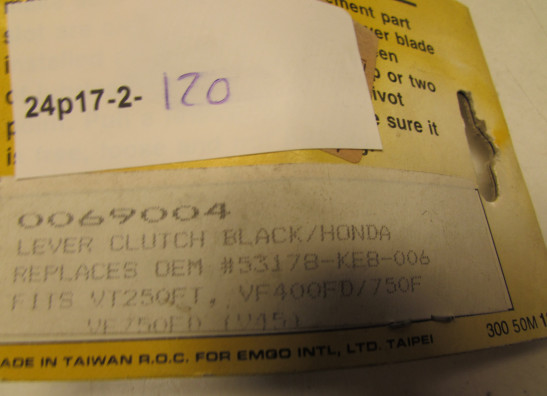 ment part
er blade
en
p or two
ivot
e sure it
24p17-2- 120
0069004
LEVER CLUTCH BLACK/HONDA
REPLACES OEM #53178-KE8-006
FITS VT250FT, VF400FD/750F
VF750FD (V45)
ADE IN TAIWAN R.O.C. FOR EMGO INTL, LTD. TAIPEI
300 50M 1